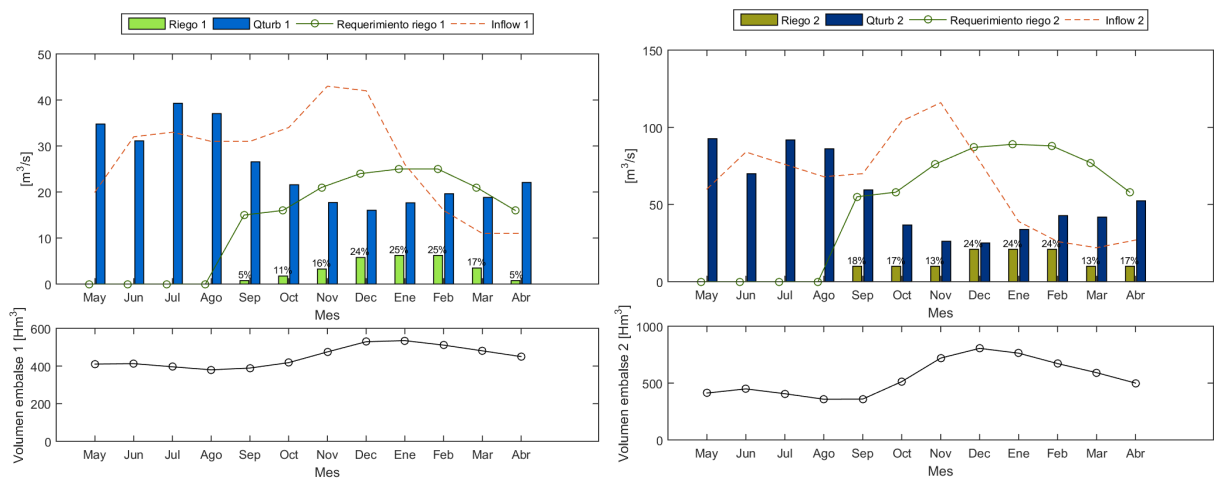 Riego 1 Qturb 1 Requerimiento riego 1 Inflow 1
50
40
30
20
10
0
[m³/s]
5% 11% 16% 24% 25% 25% 17% 5%
May Jun Jul Ago Sep Oct Nov Dec Ene Feb Mar Abr
Mes
600
400
200
0
Volumen embalse 1 [Hm³]
May Jun Jul Ago Sep Oct Nov Dec Ene Feb Mar Abr
Mes
Riego 2 Qturb 2 Requerimiento riego 2 Inflow 2
150
100
50
0
[m³/s]
18% 17% 13% 24% 24% 24% 13% 17%
May Jun Jul Ago Sep Oct Nov Dec Ene Feb Mar Abr
Mes
1000
500
0
Volumen embalse 2 [Hm³]
May Jun Jul Ago Sep Oct Nov Dec Ene Feb Mar Abr
Mes